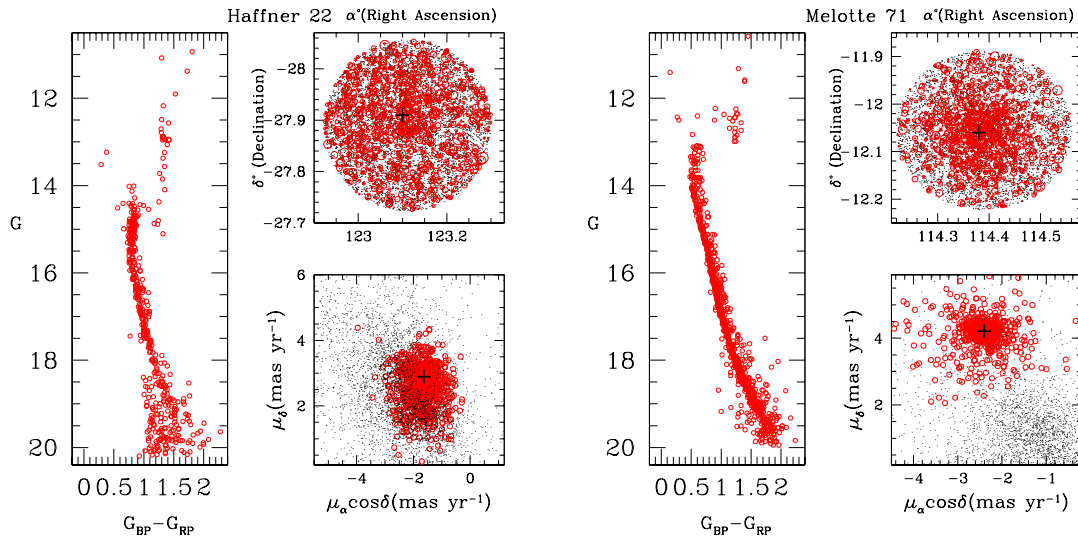 Haffner 22 α°(Right Ascension)
12
14
16
18
20
G
0 0.5 1 1.5 2
G_BP−G_RP
−28
−27.9
−27.8
−27.7
δ° (Declination)
123 123.2
6
4
2
μ_δ(mas yr⁻¹)
−4 −2 0
μ_α cosδ(mas yr⁻¹)
Melotte 71 α°(Right Ascension)
12
14
16
18
20
G
0 0.5 1 1.5 2
G_BP−G_RP
−11.9
−12
−12.1
−12.2
δ° (Declination)
114.3 114.4 114.5
4
2
μ_δ(mas yr⁻¹)
−4 −3 −2 −1
μ_α cosδ(mas yr⁻¹)